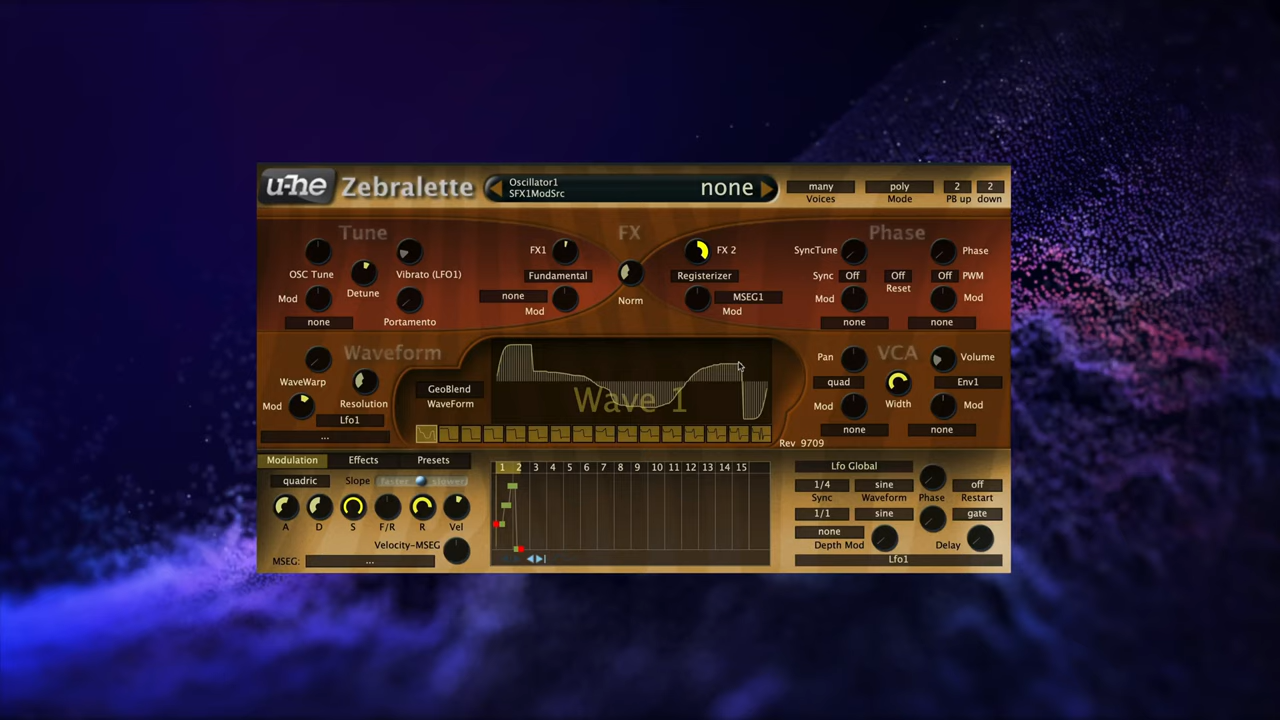 u-he Zebralette
Oscillator1
SFX1ModSrc
none
many
Voices
poly
Mode
2 2
PB up down
Tune
OSC Tune
Vibrato (LFO1)
Detune
Mod
none
Portamento
FX
FX1
Fundamental
none
Mod
Norm
FX 2
Registerizer
MSEG1
Mod
Phase
SyncTune
Phase
Sync Off Off Off PWM
Reset
Mod Mod
none none
Waveform
WaveWarp
Resolution
Mod
Lfo1
...
GeoBlend
WaveForm
Wave 1
Pan VCA Volume
quad Env1
Width
Mod Mod
none none
Rev 9709
Modulation Effects Presets
quadric Slope faster slower
A D S F/R R Vel
Velocity-MSEG
MSEG: ...
1 2 3 4 5 6 7 8 9 10 11 12 13 14 15
Lfo Global
1/4 sine off
Sync Waveform Phase Restart
1/1 sine gate
none
Depth Mod Delay
Lfo1